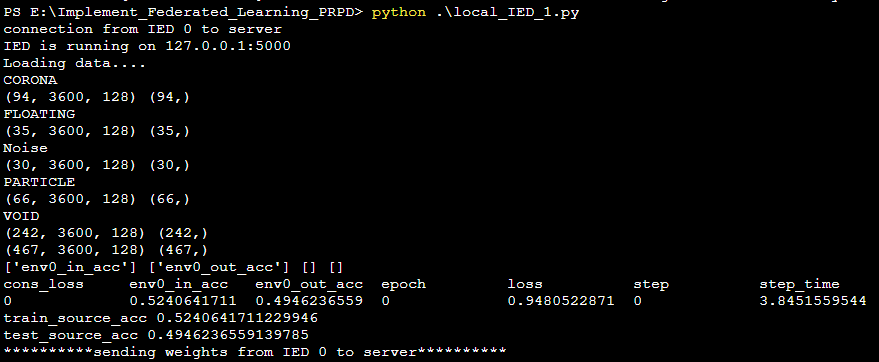 PS E:\Implement_Federated_Learning_PRPD> python .\local_IED_1.py
connection from IED 0 to server
IED is running on 127.0.0.1:5000
Loading data....
CORONA
(94, 3600, 128) (94,)
FLOATING
(35, 3600, 128) (35,)
Noise
(30, 3600, 128) (30,)
PARTICLE
(66, 3600, 128) (66,)
VOID
(242, 3600, 128) (242,)
(467, 3600, 128) (467,)
['env0_in_acc'] ['env0_out_acc'] [] []
cons_loss env0_in_acc env0_out_acc epoch loss step step_time
0 0.5240641711 0.4946236559 0 0.9480522871 0 3.8451559544
train_source_acc 0.5240641711229946
test_source_acc 0.4946236559139785
**********sending weights from IED 0 to server**********